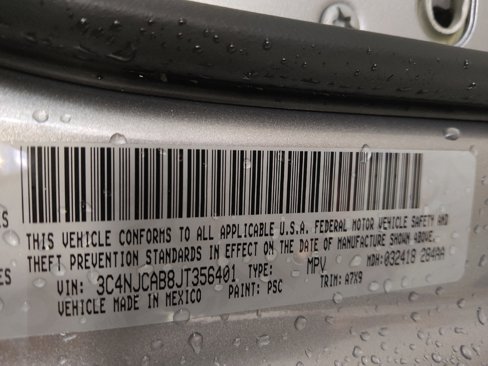 THIS VEHICLE CONFORMS TO ALL APPLICABLE U.S.A. FEDERAL MOTOR VEHICLE SAFETY AND
THEFT PREVENTION STANDARDS IN EFFECT ON THE DATE OF MANUFACTURE SHOWN ABOVE.
VIN: 3C4NJCAB8JT356401 TYPE: MPV MDH: 032418 284AA
VEHICLE MADE IN MEXICO PAINT: PSC TRIM: A7X9